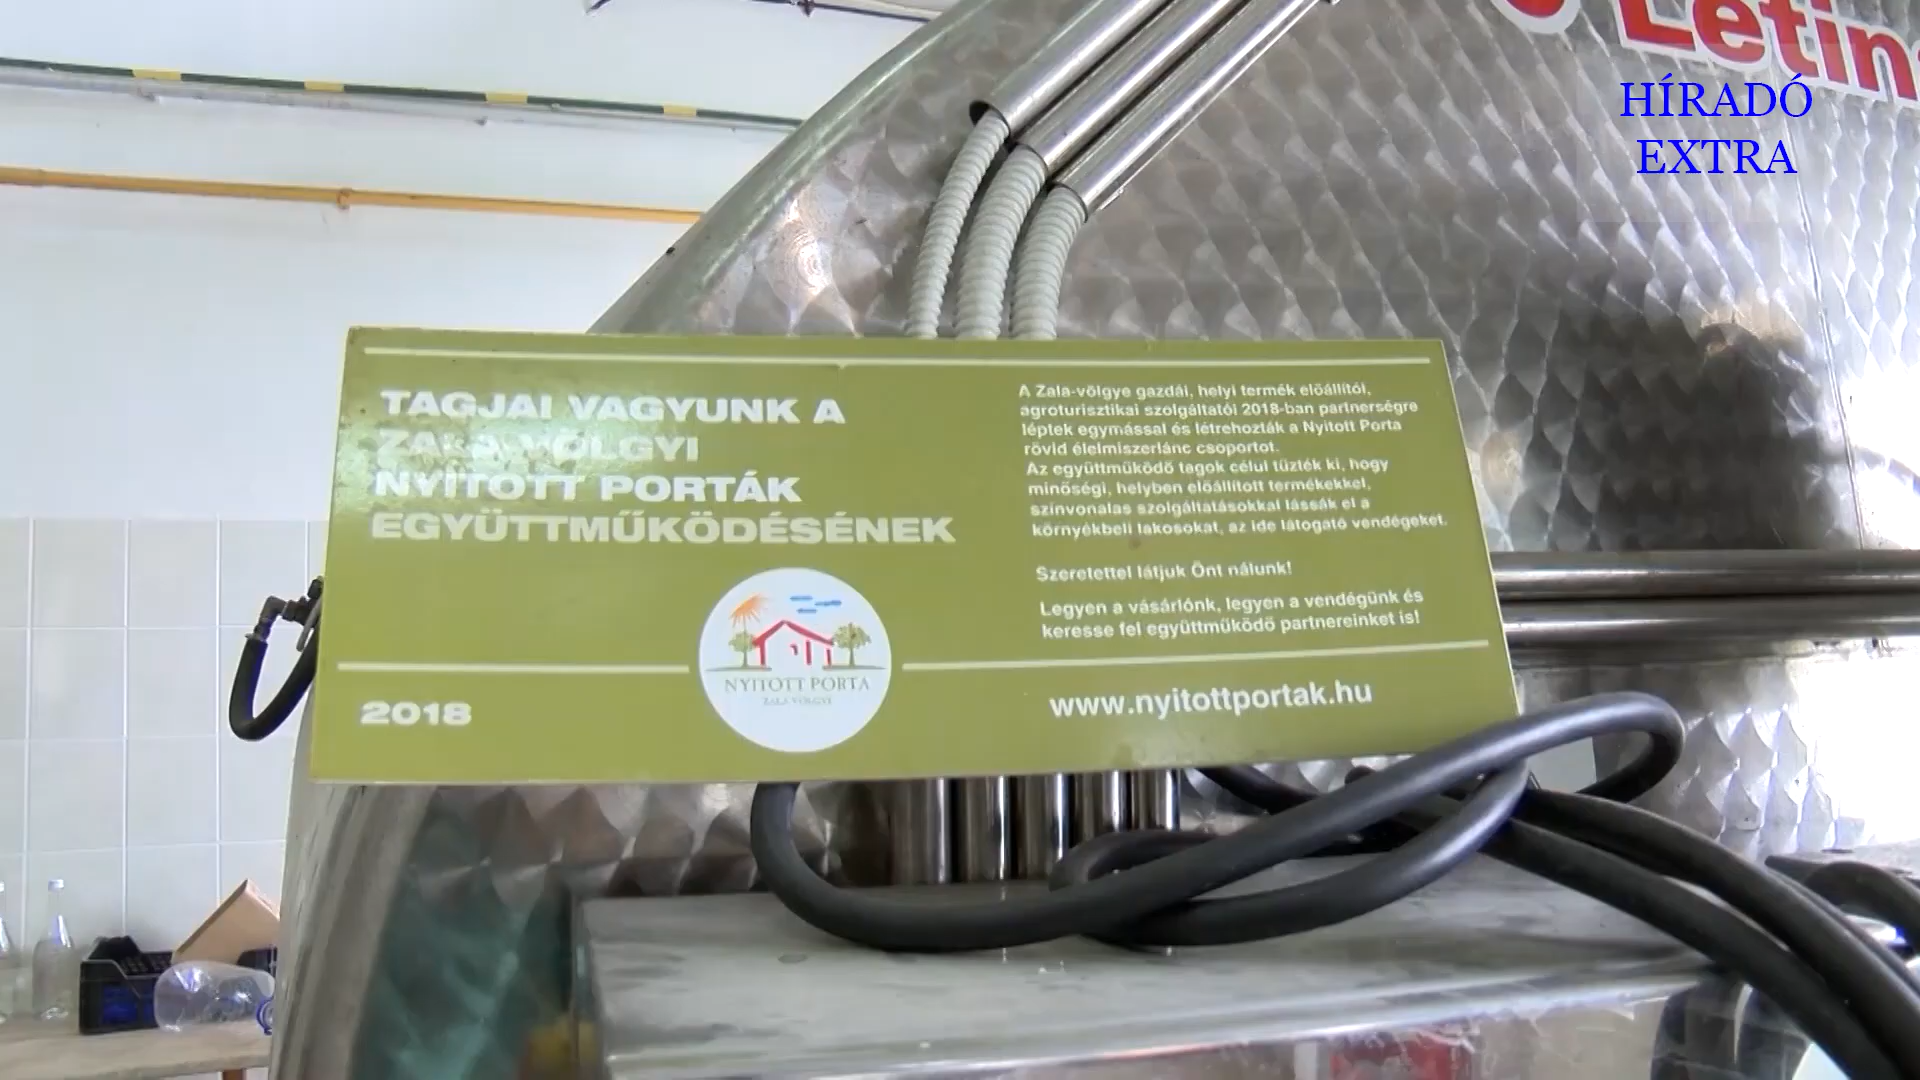 Letin
HÍRADÓ
EXTRA
TAGJAI VAGYUNK A
ZALA-VÖLGYI
NYITOTT PORTÁK
EGYÜTTMŰKÖDÉSÉNEK
A Zala-völgye gazdái, helyi termék előállítói,
agroturisztikai szolgáltatói 2018-ban partnerségre
léptek egymással és létrehozták a Nyitott Porta
rövid élelmiszerlánc csoportot.
Az együttműködő tagok célul tűzték ki, hogy
minőségi, helyben előállított termékekkel,
színvonalas szolgáltatásokkal lássák el a
környékbeli lakosokat, az ide látogató vendégeket.
Szeretettel látjuk Önt nálunk!
Legyen a vásárlónk, legyen a vendégünk és
keresse fel együttműködő partnereinket is!
NYITOTT PORTA
ZALA-VÖLGYE
2018
www.nyitottportak.hu